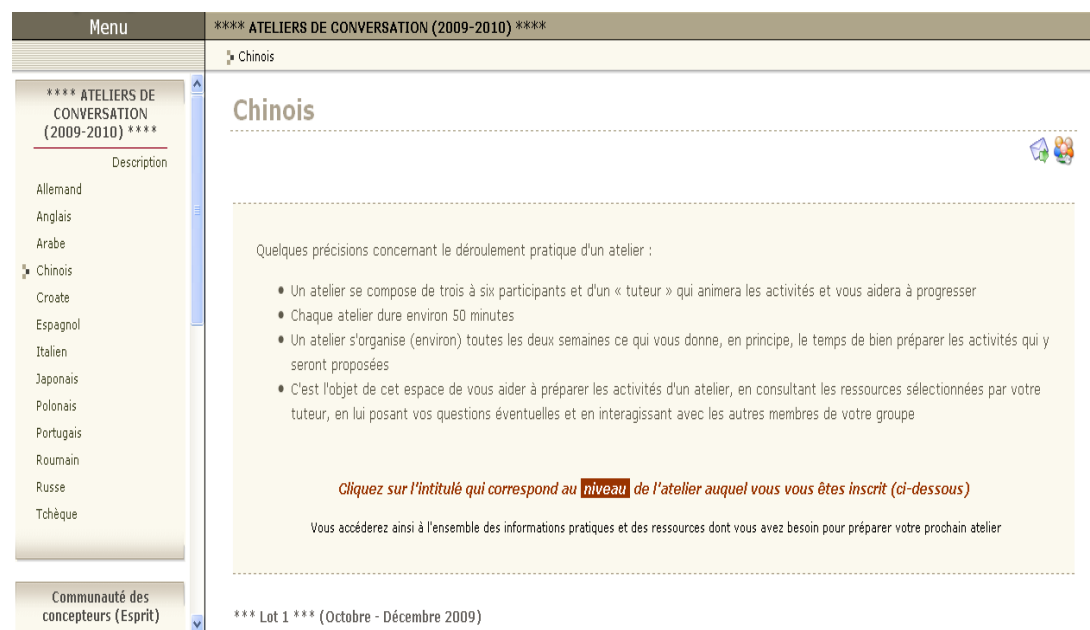 Menu
**** ATELIERS DE CONVERSATION (2009-2010) ****
Chinois
**** ATELIERS DE
CONVERSATION
(2009-2010) ****
Description
Allemand
Anglais
Arabe
Chinois
Croate
Espagnol
Italien
Japonais
Polonais
Portugais
Roumain
Russe
Tchèque
Communauté des
concepteurs (Esprit)
Chinois
Quelques précisions concernant le déroulement pratique d'un atelier :
Un atelier se compose de trois à six participants et d'un « tuteur » qui animera les activités et vous aidera à progresser
Chaque atelier dure environ 50 minutes
Un atelier s'organise (environ) toutes les deux semaines ce qui vous donne, en principe, le temps de bien préparer les activités qui y
seront proposées
C'est l'objet de cet espace de vous aider à préparer les activités d'un atelier, en consultant les ressources sélectionnées par votre
tuteur, en lui posant vos questions éventuelles et en interagissant avec les autres membres de votre groupe
Cliquez sur l'intitulé qui correspond au niveau de l'atelier auquel vous vous êtes inscrit (ci-dessous)
Vous accéderez ainsi à l'ensemble des informations pratiques et des ressources dont vous avez besoin pour préparer votre prochain atelier
*** Lot 1 *** (Octobre - Décembre 2009)